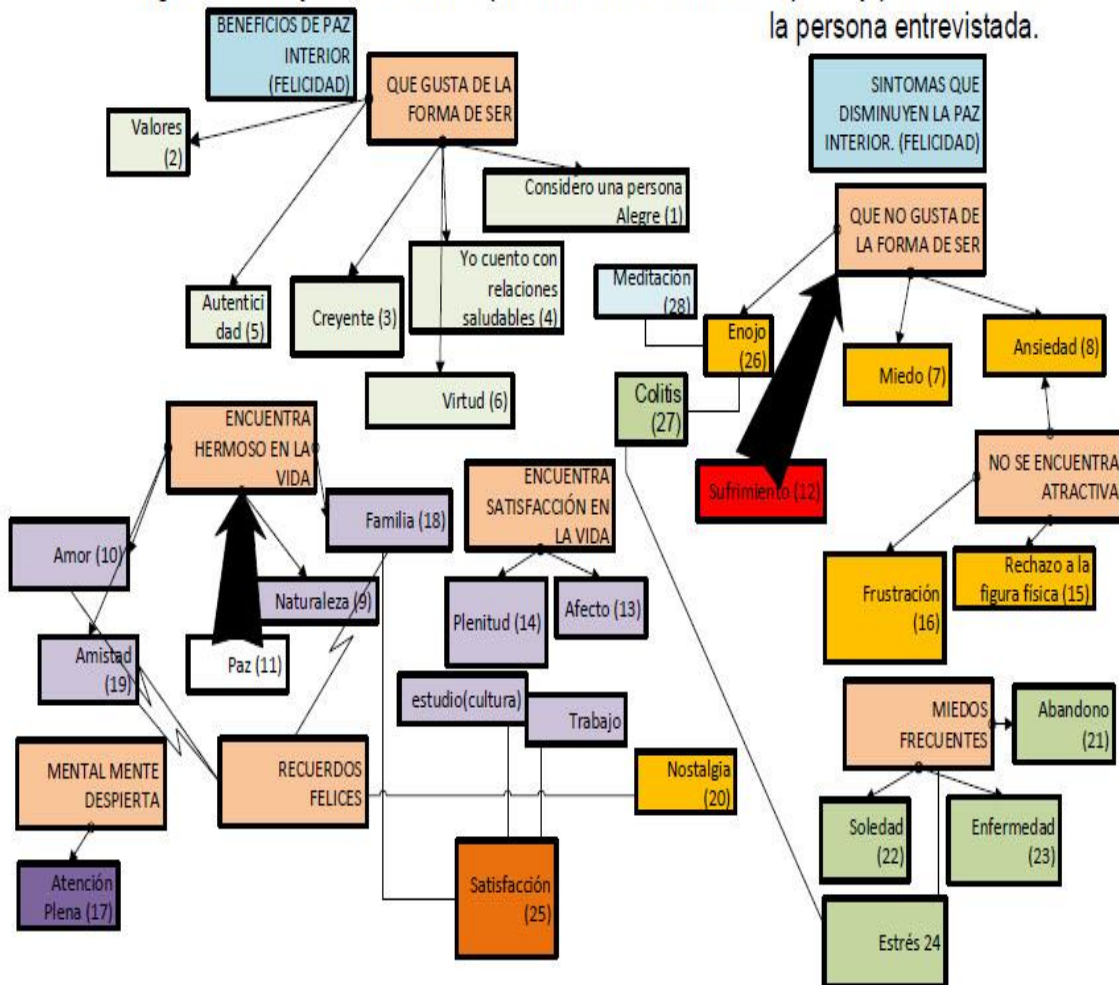 la persona entrevistada.
BENEFICIOS DE PAZ
INTERIOR
(FELICIDAD)
QUE GUSTA DE LA
FORMA DE SER
SINTOMAS QUE
DISMINUYEN LA PAZ
INTERIOR. (FELICIDAD)
Valores
(2)
Considero una persona
Alegre (1)
QUE NO GUSTA DE
LA FORMA DE SER
Autentici
dad (5)
Creyente (3)
Yo cuento con
relaciones
saludables (4)
Meditación
(28)
Enojo
(26)
Miedo (7)
Ansiedad (8)
Virtud (6)
Colitis
(27)
ENCUENTRA
HERMOSO EN LA
VIDA
ENCUENTRA
SATISFACCIÓN EN
LA VIDA
Sufrimiento (12)
NO SE ENCUENTRA
ATRACTIVA
Amor (10)
Familia (18)
Naturaleza (9)
Plenitud (14)
Afecto (13)
Frustración
(16)
Rechazo a la
figura física (15)
Amistad
(19)
Paz (11)
estudio(cultura)
Trabajo
MIEDOS
FRECUENTES
Abandono
(21)
MENTAL MENTE
DESPIERTA
RECUERDOS
FELICES
Nostalgia
(20)
Soledad
(22)
Enfermedad
(23)
Atención
Plena (17)
Satisfacción
(25)
Estrés 24